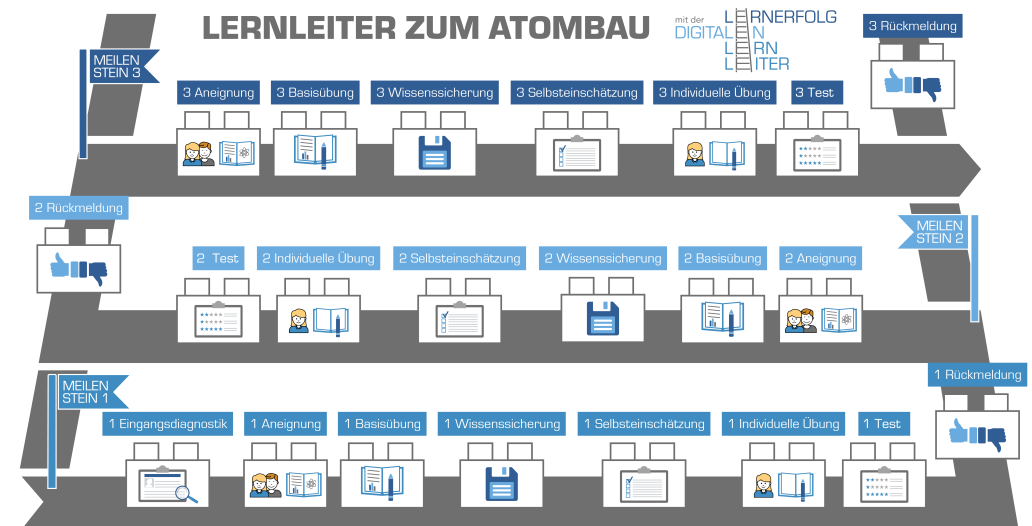 LERNLEITER ZUM ATOMBAU
mit der
DIGITALEN
LERNERFOLG
LERN
LEITER
3 Rückmeldung
MEILEN
STEIN 3
3 Aneignung
3 Basisübung
3 Wissenssicherung
3 Selbsteinschätzung
3 Individuelle Übung
3 Test
2 Rückmeldung
MEILEN
STEIN 2
2 Test
2 Individuelle Übung
2 Selbsteinschätzung
2 Wissenssicherung
2 Basisübung
2 Aneignung
1 Rückmeldung
MEILEN
STEIN 1
1 Eingangsdiagnostik
1 Aneignung
1 Basisübung
1 Wissenssicherung
1 Selbsteinschätzung
1 Individuelle Übung
1 Test